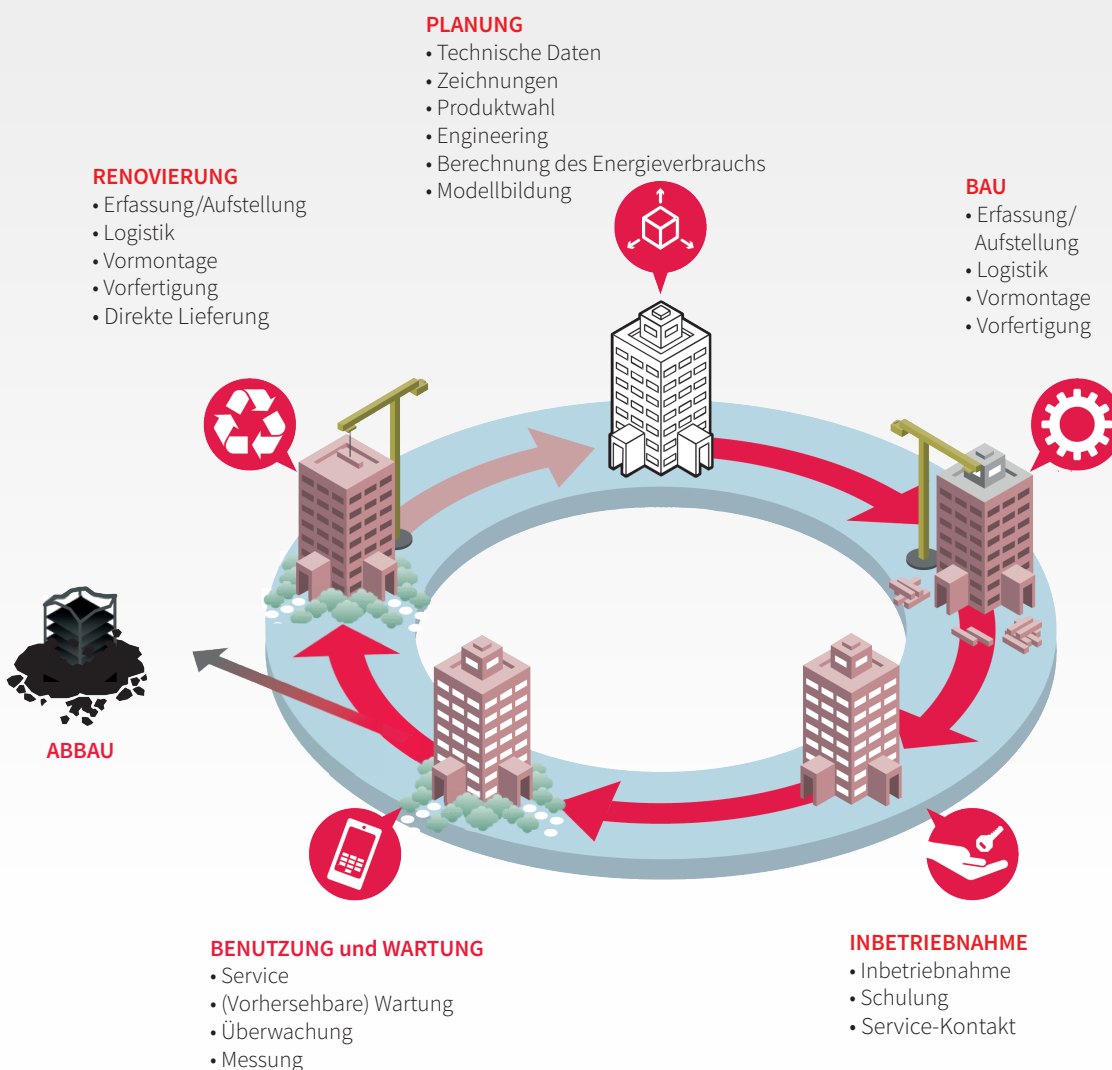 PLANUNG
• Technische Daten
• Zeichnungen
• Produktwahl
• Engineering
• Berechnung des Energieverbrauchs
• Modellbildung
RENOVIERUNG
• Erfassung/Aufstellung
• Logistik
• Vormontage
• Vorfertigung
• Direkte Lieferung
BAU
• Erfassung/
Aufstellung
• Logistik
• Vormontage
• Vorfertigung
ABBAU
BENUTZUNG und WARTUNG
• Service
• (Vorhersehbare) Wartung
• Überwachung
• Messung
INBETRIEBNAHME
• Inbetriebnahme
• Schulung
• Service-Kontakt